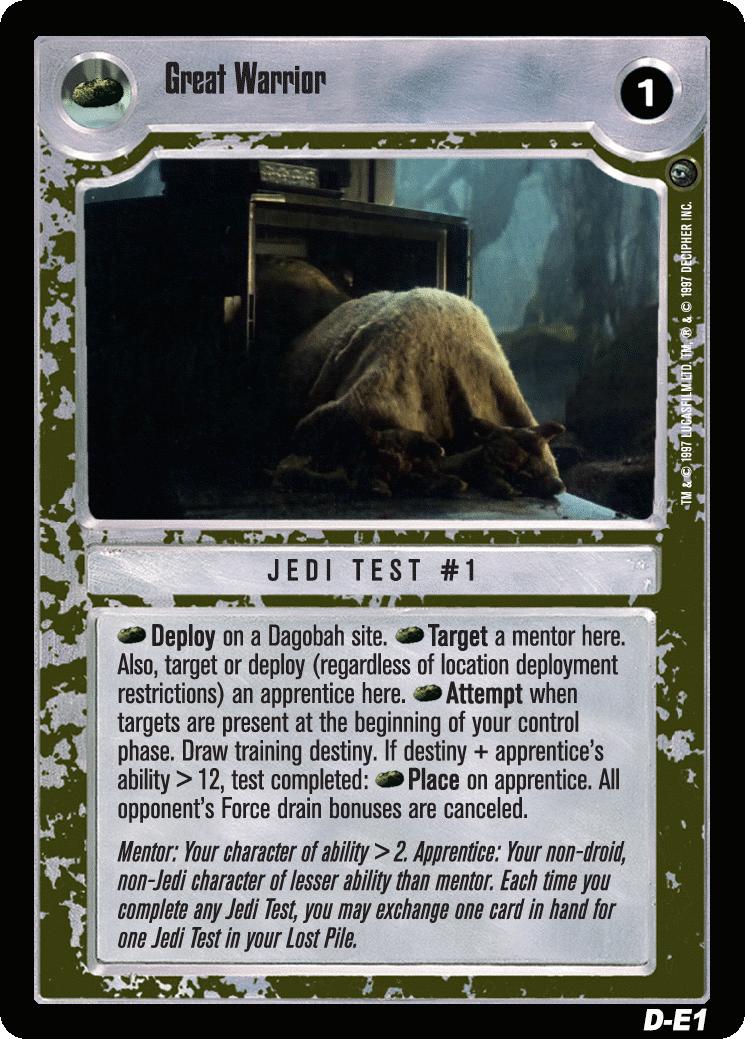 Great Warrior
1
TM & © 1997 LUCASFILM LTD. TM, ® & © 1997 DECIPHER INC.
JEDI TEST #1
Deploy on a Dagobah site. Target a mentor here.
Also, target or deploy (regardless of location deployment
restrictions) an apprentice here. Attempt when
targets are present at the beginning of your control
phase. Draw training destiny. If destiny + apprentice's
ability > 12, test completed: Place on apprentice. All
opponent's Force drain bonuses are canceled.
Mentor: Your character of ability > 2. Apprentice: Your non-droid,
non-Jedi character of lesser ability than mentor. Each time you
complete any Jedi Test, you may exchange one card in hand for
one Jedi Test in your Lost Pile.
D-E1